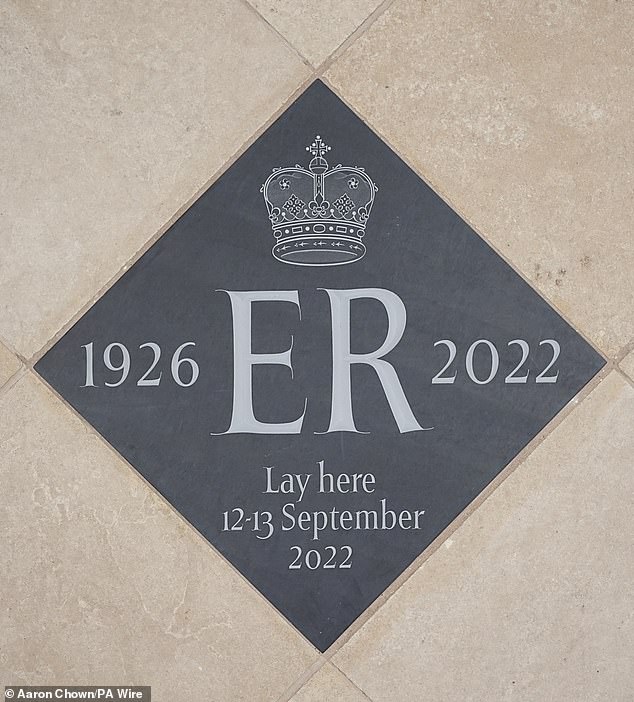 1926 ER 2022
Lay here
12-13 September
2022
© Aaron Chown/PA Wire